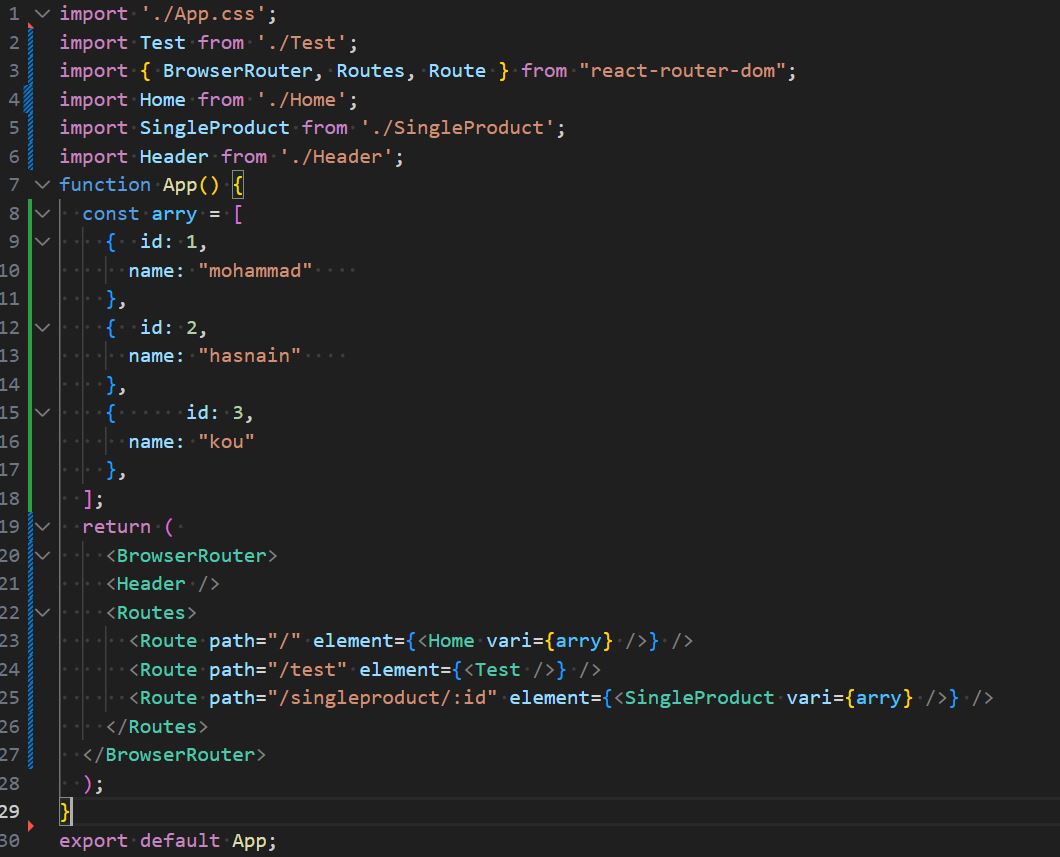 1 import './App.css';
2 import Test from './Test';
3 import { BrowserRouter, Routes, Route } from "react-router-dom";
4 import Home from './Home';
5 import SingleProduct from './SingleProduct';
6 import Header from './Header';
7 function App() {
8   const arry = [
9     {  id: 1,
10       name: "mohammad"
11     },
12     {  id: 2,
13       name: "hasnain"
14     },
15     {      id: 3,
16       name: "kou"
17     },
18   ];
19   return (
20     <BrowserRouter>
21     <Header />
22     <Routes>
23       <Route path="/" element={<Home vari={arry} />} />
24       <Route path="/test" element={<Test />} />
25       <Route path="/singleproduct/:id" element={<SingleProduct vari={arry} />} />
26     </Routes>
27   </BrowserRouter>
28   );
29 }
30 export default App;